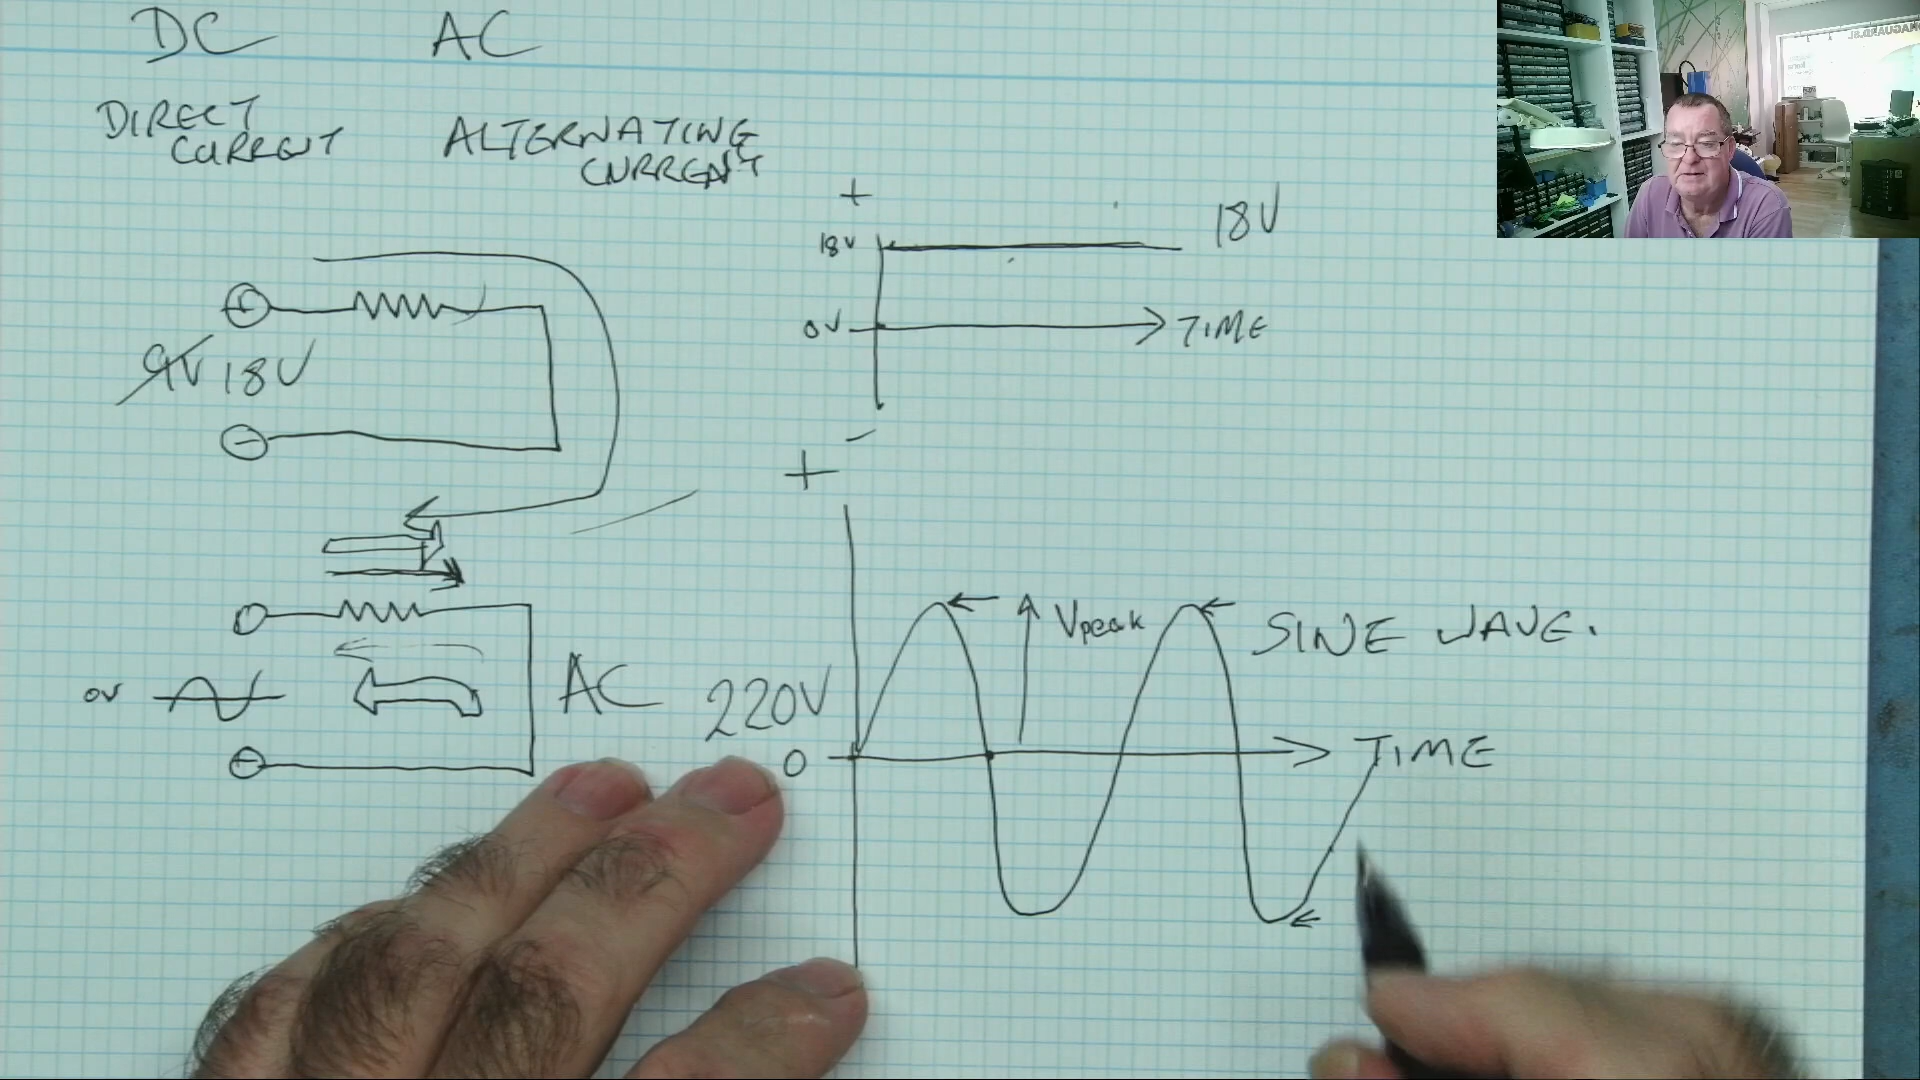 DC AC
DIRECT
CURRENT
ALTERNATING
CURRENT
+
18V
18V
0V
TIME
-
+
9V 18V
-
+
Vpeak
SINE WAVE.
0V
AC
220V
0
TIME